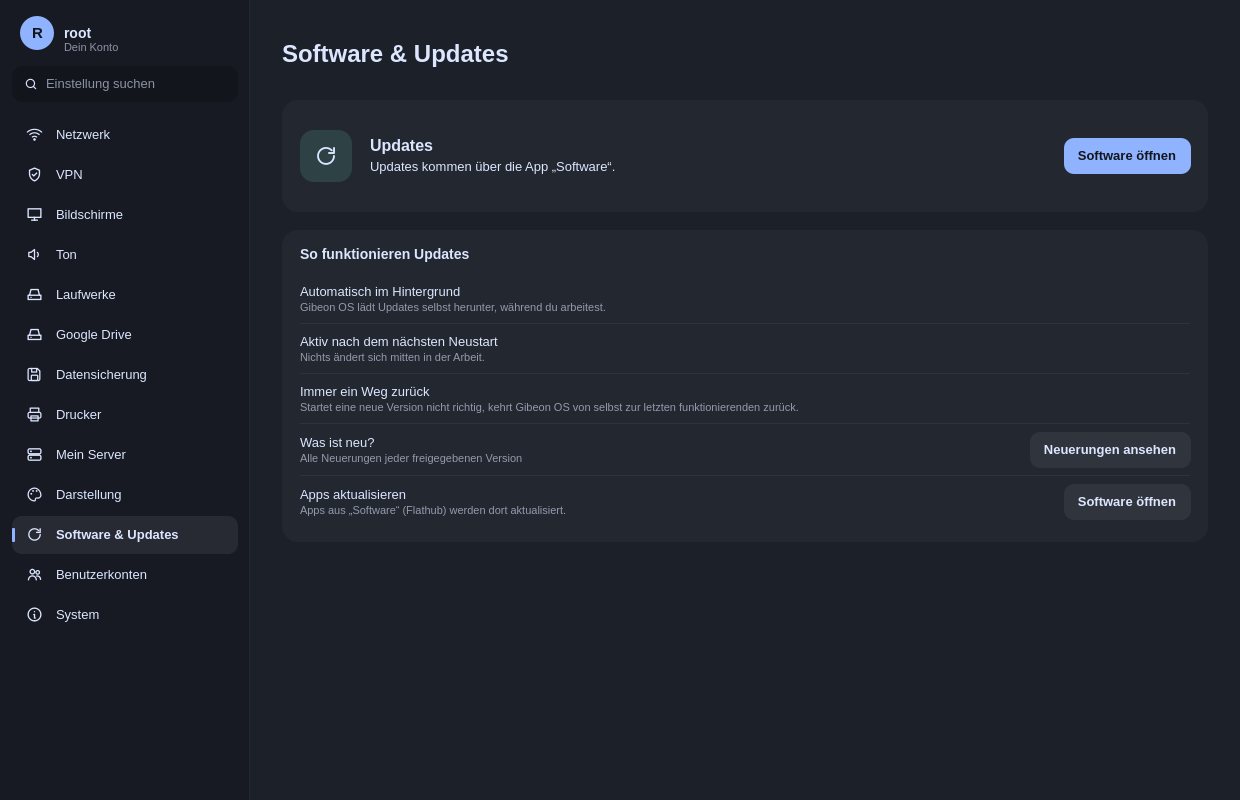 R
root
Dein Konto
Einstellung suchen
Netzwerk
VPN
Bildschirme
Ton
Laufwerke
Google Drive
Datensicherung
Drucker
Mein Server
Darstellung
Software & Updates
Benutzerkonten
System
Software & Updates
Updates
Updates kommen über die App „Software“.
Software öffnen
So funktionieren Updates
Automatisch im Hintergrund
Gibeon OS lädt Updates selbst herunter, während du arbeitest.
Aktiv nach dem nächsten Neustart
Nichts ändert sich mitten in der Arbeit.
Immer ein Weg zurück
Startet eine neue Version nicht richtig, kehrt Gibeon OS von selbst zur letzten funktionierenden zurück.
Was ist neu?
Alle Neuerungen jeder freigegebenen Version
Neuerungen ansehen
Apps aktualisieren
Apps aus „Software“ (Flathub) werden dort aktualisiert.
Software öffnen